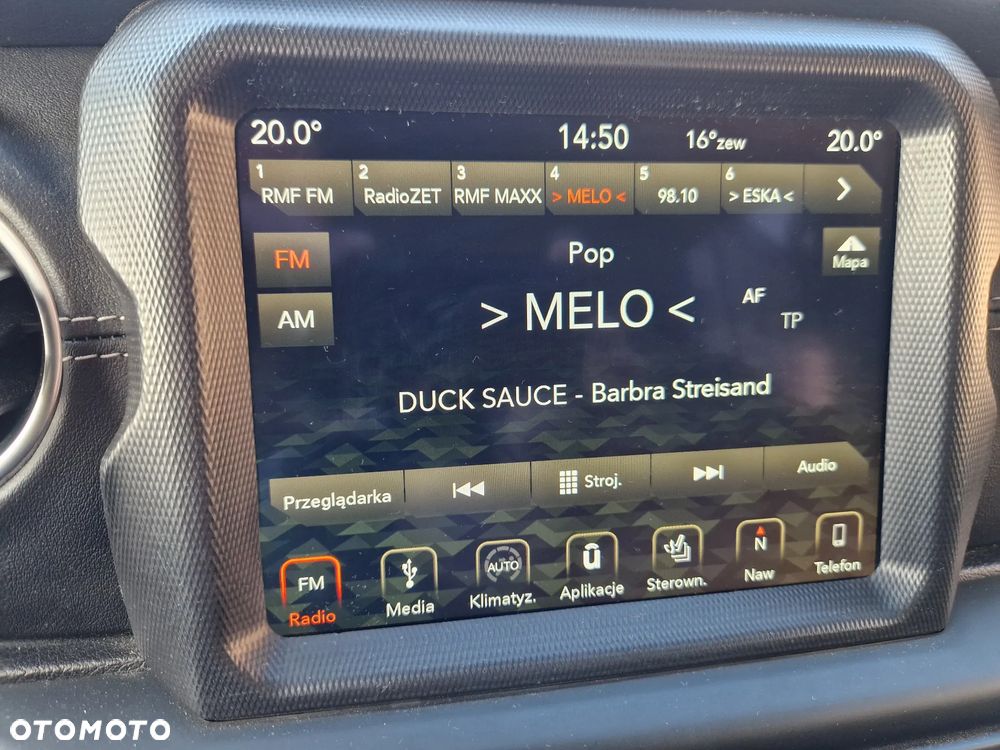 20.0° 14:50 16°zew 20.0°
1 2 3 4 5 6
RMF FM RadioZET RMF MAXX > MELO < 98.10 > ESKA <
FM Pop Mapa
AM > MELO < AF TP
DUCK SAUCE - Barbra Streisand
Przeglądarka Stroj. Audio
FM AUTO ū N
Radio Media Klimatyz. Aplikacje Sterown. Naw Telefon
OTOMOTO